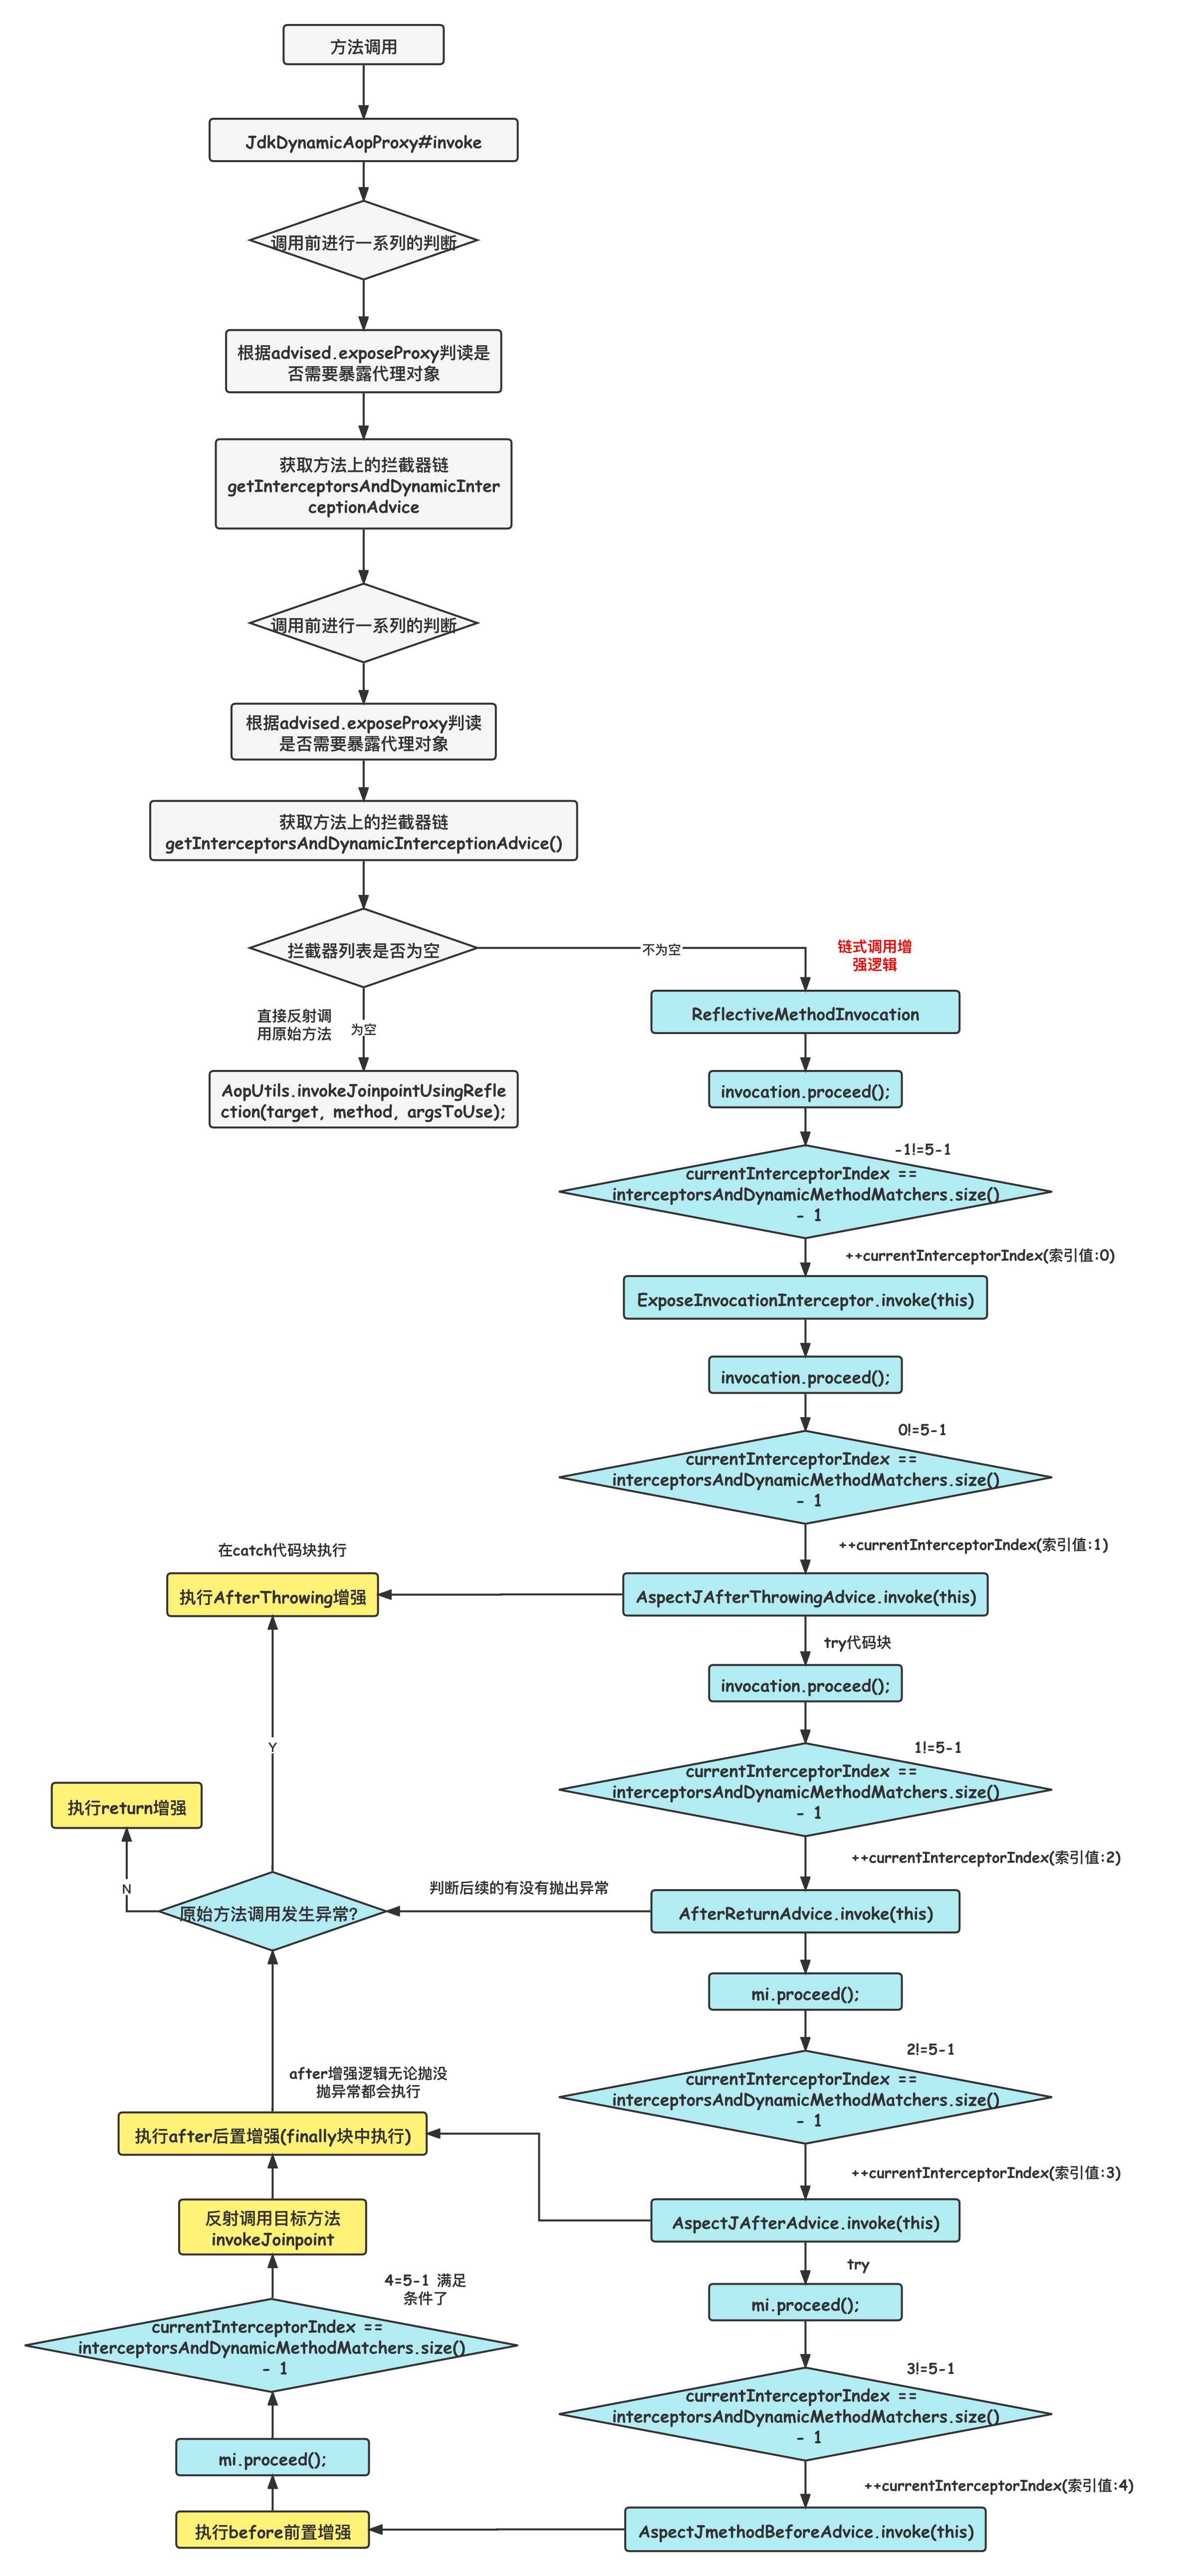 方法调用
JdkDynamicAopProxy#invoke
调用前进行一系列的判断
根据advised.exposeProxy判读是
否需要暴露代理对象
获取方法上的拦截器链
getInterceptorsAndDynamicInter
ceptionAdvice
调用前进行一系列的判断
根据advised.exposeProxy判读
是否需要暴露代理对象
获取方法上的拦截器链
getInterceptorsAndDynamicInterceptionAdvice()
拦截器列表是否为空
不为空
链式调用增
强逻辑
直接反射调
用原始方法
为空
AopUtils.invokeJoinpointUsingRefle
ction(target, method, argsToUse);
ReflectiveMethodInvocation
invocation.proceed();
-1!=5-1
currentInterceptorIndex ==
interceptorsAndDynamicMethodMatchers.size()
- 1
++currentInterceptorIndex(索引值:0)
ExposeInvocationInterceptor.invoke(this)
invocation.proceed();
0!=5-1
currentInterceptorIndex ==
interceptorsAndDynamicMethodMatchers.size()
- 1
++currentInterceptorIndex(索引值:1)
在catch代码块执行
执行AfterThrowing增强
AspectJAfterThrowingAdvice.invoke(this)
try代码块
invocation.proceed();
Y
1!=5-1
currentInterceptorIndex ==
interceptorsAndDynamicMethodMatchers.size()
- 1
执行return增强
++currentInterceptorIndex(索引值:2)
N
判断后续的有没有抛出异常
原始方法调用发生异常?
AfterReturnAdvice.invoke(this)
mi.proceed();
2!=5-1
currentInterceptorIndex ==
interceptorsAndDynamicMethodMatchers.size()
- 1
after增强逻辑无论抛没
抛异常都会执行
执行after后置增强(finally块中执行)
++currentInterceptorIndex(索引值:3)
反射调用目标方法
invokeJoinpoint
AspectJAfterAdvice.invoke(this)
try
mi.proceed();
4=5-1 满足
条件了
currentInterceptorIndex ==
interceptorsAndDynamicMethodMatchers.size()
- 1
3!=5-1
currentInterceptorIndex ==
interceptorsAndDynamicMethodMatchers.size()
- 1
mi.proceed();
++currentInterceptorIndex(索引值:4)
执行before前置增强
AspectJmethodBeforeAdvice.invoke(this)